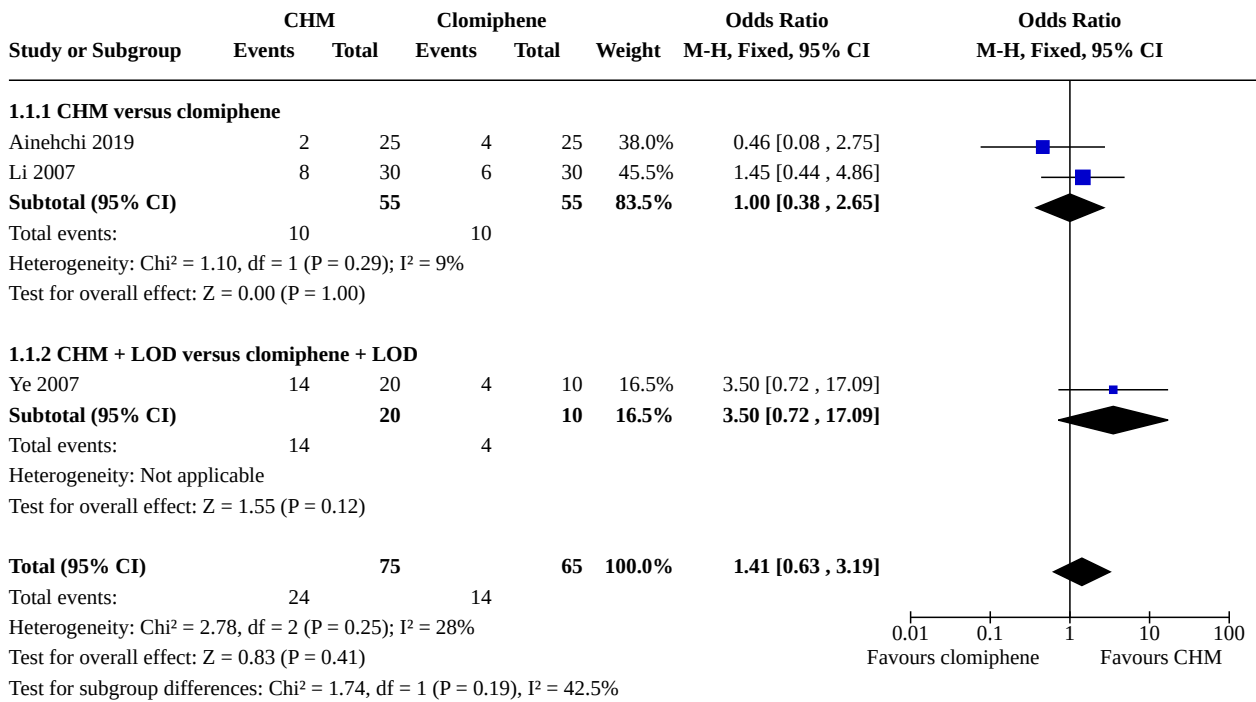 CHM Clomiphene Odds Ratio Odds Ratio
Study or Subgroup Events Total Events Total Weight M-H, Fixed, 95% CI M-H, Fixed, 95% CI
1.1.1 CHM versus clomiphene
Ainehchi 2019 2 25 4 25 38.0% 0.46 [0.08 , 2.75]
Li 2007 8 30 6 30 45.5% 1.45 [0.44 , 4.86]
Subtotal (95% CI) 55 55 83.5% 1.00 [0.38 , 2.65]
Total events: 10 10
Heterogeneity: Chi² = 1.10, df = 1 (P = 0.29); I² = 9%
Test for overall effect: Z = 0.00 (P = 1.00)
1.1.2 CHM + LOD versus clomiphene + LOD
Ye 2007 14 20 4 10 16.5% 3.50 [0.72 , 17.09]
Subtotal (95% CI) 20 10 16.5% 3.50 [0.72 , 17.09]
Total events: 14 4
Heterogeneity: Not applicable
Test for overall effect: Z = 1.55 (P = 0.12)
Total (95% CI) 75 65 100.0% 1.41 [0.63 , 3.19]
Total events: 24 14
Heterogeneity: Chi² = 2.78, df = 2 (P = 0.25); I² = 28%
Test for overall effect: Z = 0.83 (P = 0.41)
Test for subgroup differences: Chi² = 1.74, df = 1 (P = 0.19), I² = 42.5%
0.01 0.1 1 10 100
Favours clomiphene Favours CHM